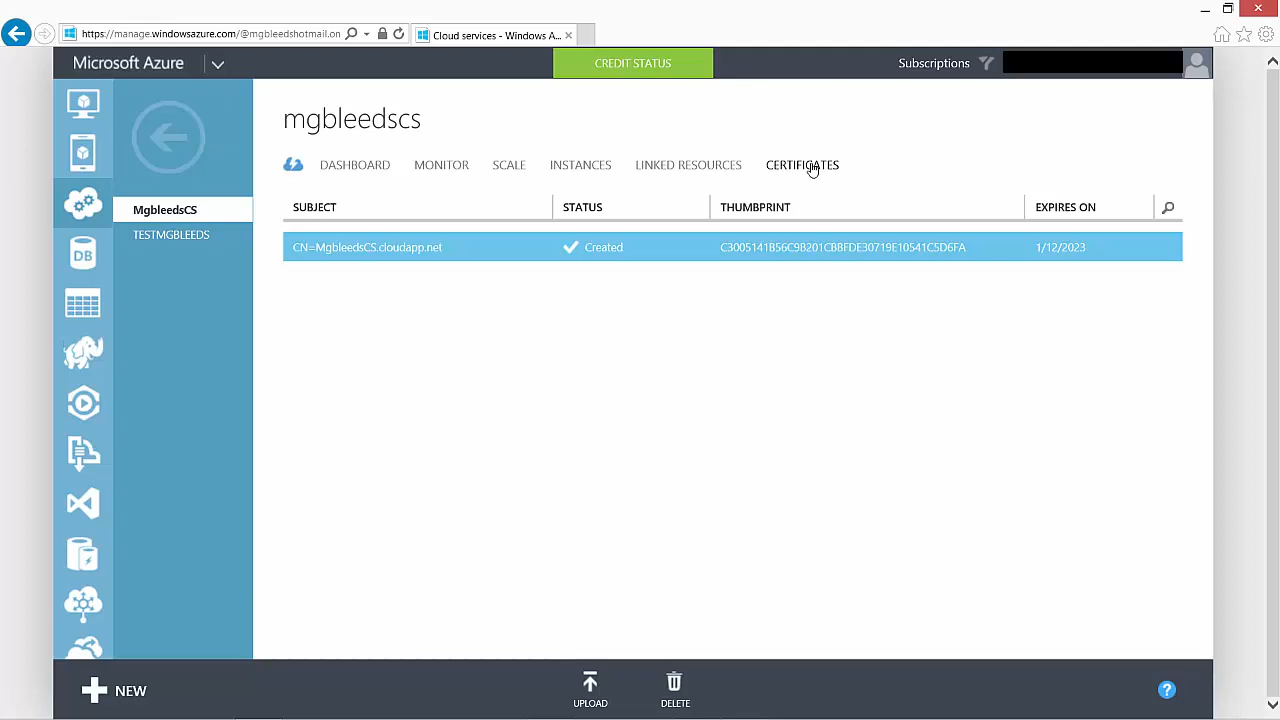 https://manage.windowsazure.com/@mgbleedshotmail.on
Cloud services - Windows A...
Microsoft Azure
CREDIT STATUS
Subscriptions
mgbleedscs
DASHBOARD MONITOR SCALE INSTANCES LINKED RESOURCES CERTIFICATES
MgbleedsCS
TESTMGBLEEDS
SUBJECT STATUS THUMBPRINT EXPIRES ON
CN=MgbleedsCS.cloudapp.net Created C3005141B56C9B201CBBFDE30719E10541C5D6FA 1/12/2023
DB
NEW
UPLOAD
DELETE
?